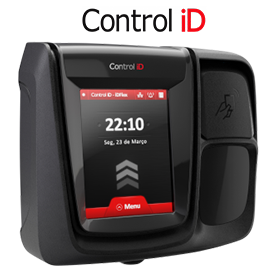 Control iD
Control iD
Control iD - iDFlex
22:10
Seg, 23 de Março
Menu